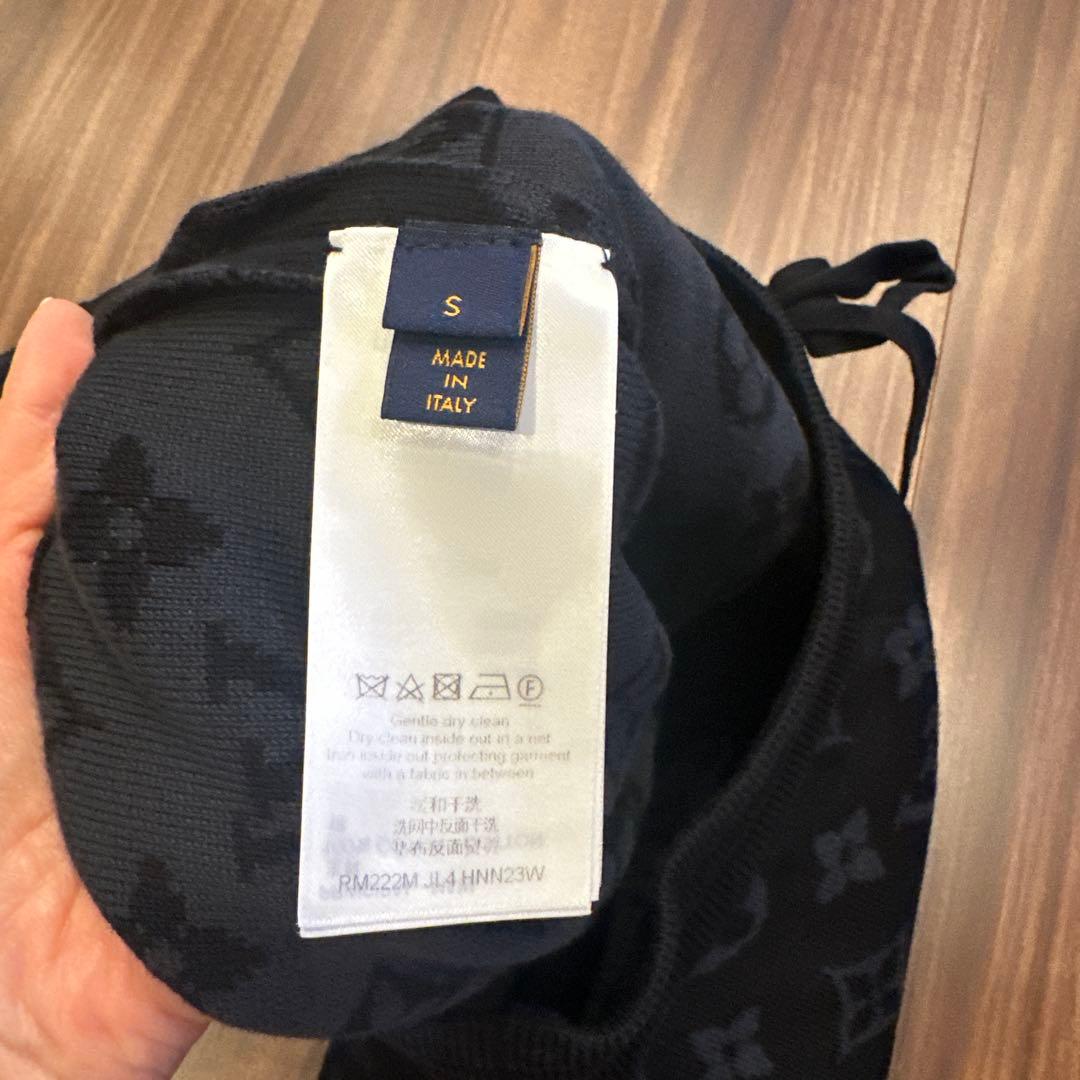 S
MADE
IN
ITALY
F
Gentle dry clean
Dry clean inside out in a net
Iron inside out protecting garment
with a fabric in between
缓和干洗
洗网中反面干洗
垫布反面熨烫
RM222M JL4 HNN23W